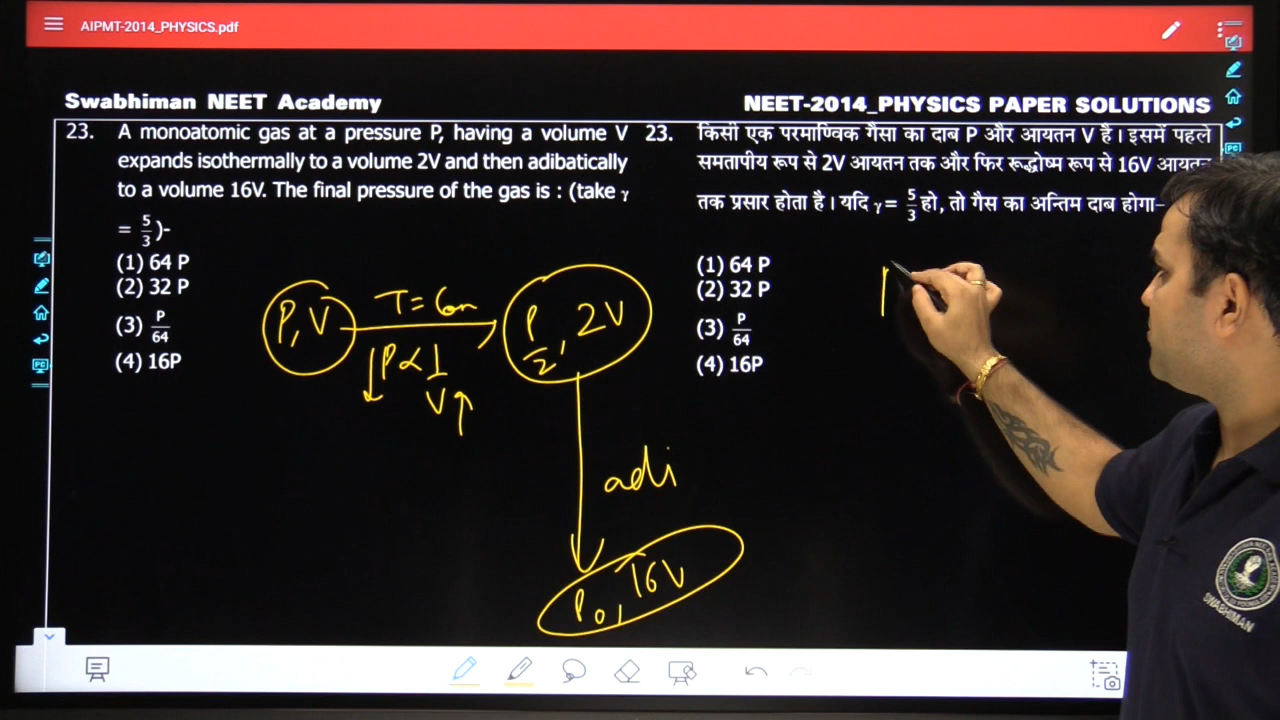 AIPMT-2014_PHYSICS.pdf
Swabhiman NEET Academy
NEET-2014_PHYSICS PAPER SOLUTIONS
23. A monoatomic gas at a pressure P, having a volume V
expands isothermally to a volume 2V and then adibatically
to a volume 16V. The final pressure of the gas is : (take γ
= 5/3)-
(1) 64 P
(2) 32 P
(3) P/64
(4) 16P
23. किसी एक परमाण्विक गैसा का दाब P और आयतन V है। इसमें पहले
समतापीय रूप से 2V आयतन तक और फिर रूद्धोष्म रूप से 16V आयतन
तक प्रसार होता है। यदि γ = 5/3 हो, तो गैस का अन्तिम दाब होगा-
(1) 64 P
(2) 32 P
(3) P/64
(4) 16P
P, V
T = Con
↓P ∝ 1/V↑
P/2, 2V
adi
P0, 16V
PC
PC
SWABHIMAN